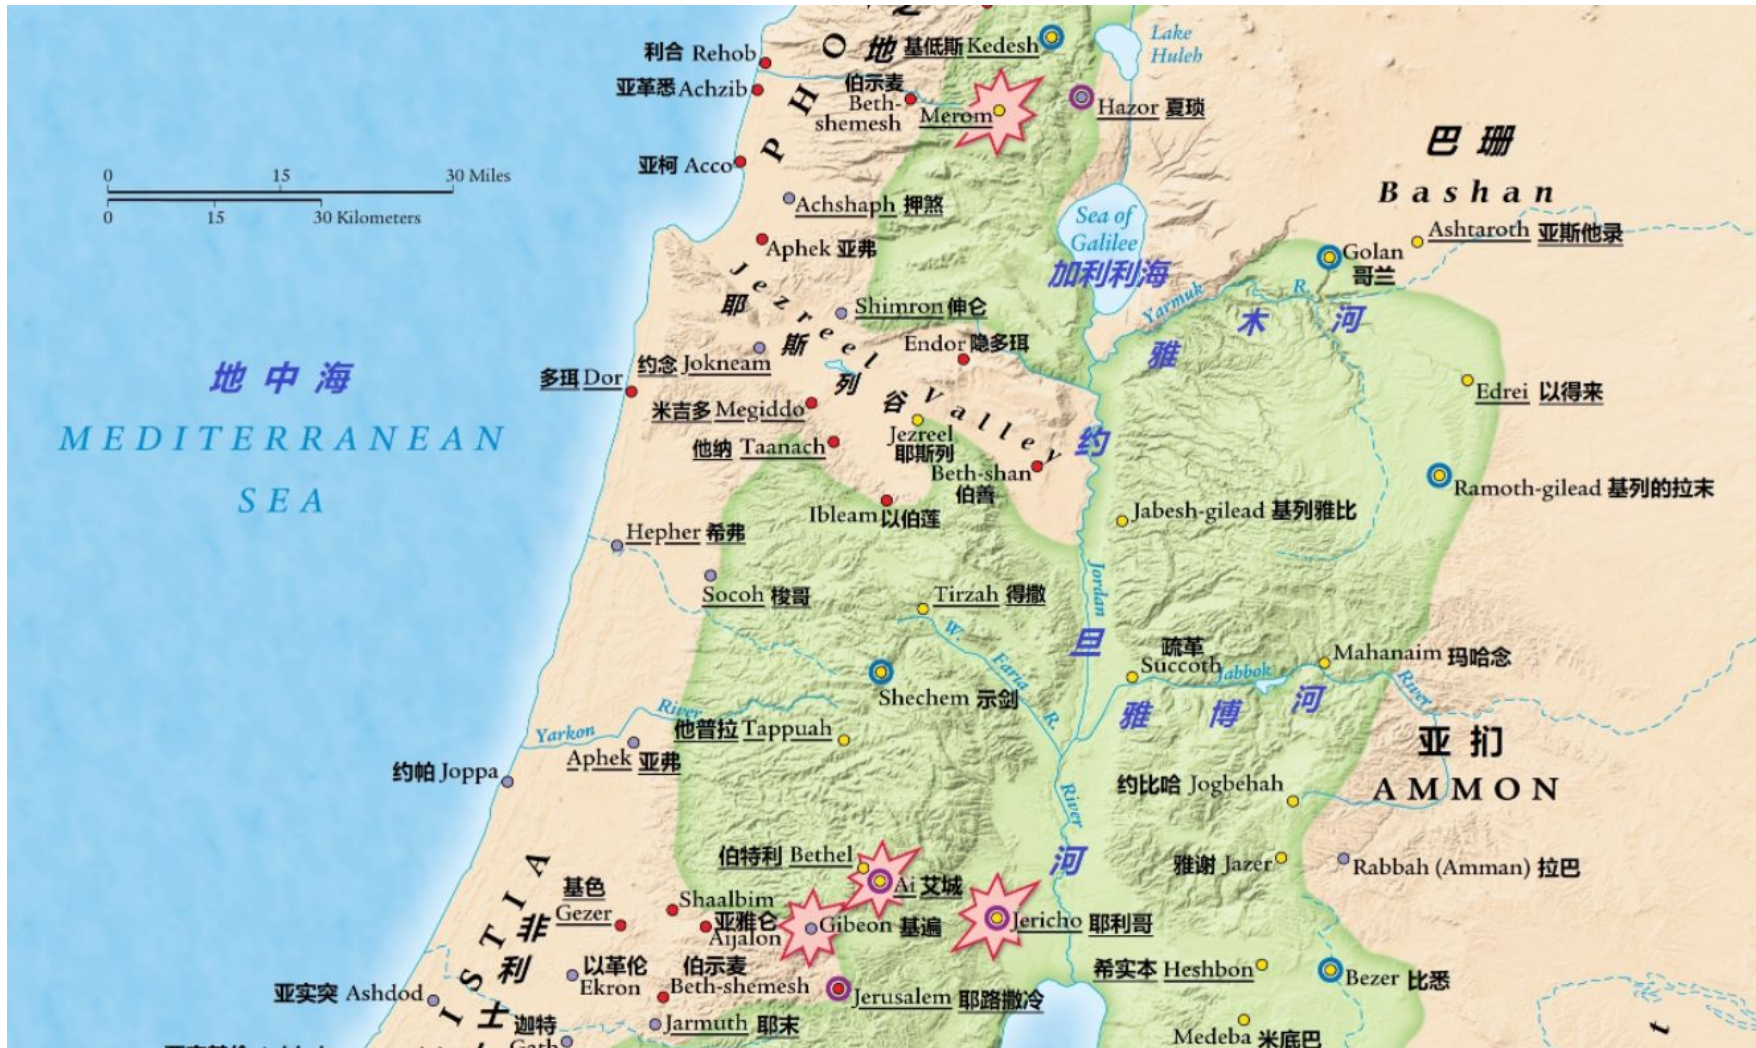 之
地
P H O
基低斯 Kedesh
Lake
Huleh
利合 Rehob
亚革悉 Achzib
伯示麦
Beth-
shemesh
Merom
Hazor 夏琐
巴珊
Bashan
亚柯 Acco
0 15 30 Miles
0 15 30 Kilometers
Achshaph 押煞
Sea of
Galilee
加利利海
Aphek 亚弗
Ashtaroth 亚斯他录
Golan
哥兰
Yarmuk R.
雅木河
Jezreel Valley
耶斯列谷
Shimron 伸仑
Endor 隐多珥
约念 Jokneam
地中海
MEDITERRANEAN
SEA
多珥 Dor
米吉多 Megiddo
Edrei 以得来
他纳 Taanach
Jezreel
耶斯列
Beth-shan
伯善
Ramoth-gilead 基列的拉末
Ibleam 以伯莲
Jabesh-gilead 基列雅比
Hepher 希弗
Socoh 梭哥
Tirzah 得撒
Jordan River
约旦河
W. Faria R.
疏革
Succoth
Jabbok River
雅博河
Mahanaim 玛哈念
Shechem 示剑
Yarkon River
他普拉 Tappuah
Aphek 亚弗
约帕 Joppa
亚扪
AMMON
约比哈 Jogbehah
伯特利 Bethel
Ai 艾城
雅谢 Jazer
Rabbah (Amman) 拉巴
基色
Gezer
Shaalbim
亚雅仑
Aijalon
Gibeon 基遍
Jericho 耶利哥
I S T I A
非利士
以革伦
Ekron
伯示麦
Beth-shemesh
希实本 Heshbon
Bezer 比悉
亚实突 Ashdod
Jerusalem 耶路撒冷
迦特
Gath
Jarmuth 耶末
Medeba 米底巴
t